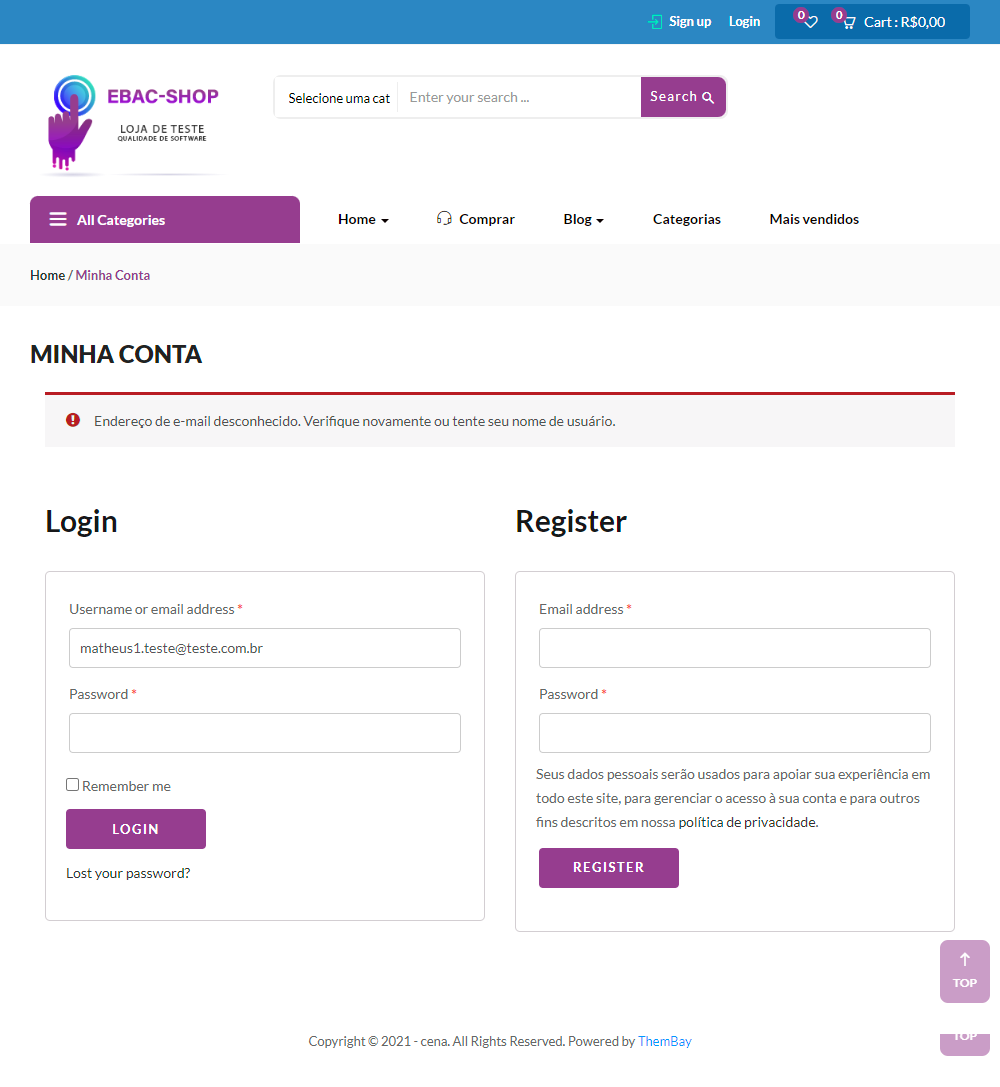 Sign up
Login
0
0
Cart : R$0,00
EBAC-SHOP
LOJA DE TESTE
QUALIDADE DE SOFTWARE
Selecione uma cat
Enter your search ...
Search
All Categories
Home
Comprar
Blog
Categorias
Mais vendidos
Home / Minha Conta
MINHA CONTA
Endereço de e-mail desconhecido. Verifique novamente ou tente seu nome de usuário.
Login
Username or email address *
matheus1.teste@teste.com.br
Password *
Remember me
LOGIN
Lost your password?
Register
Email address *
Password *
Seus dados pessoais serão usados para apoiar sua experiência em
todo este site, para gerenciar o acesso à sua conta e para outros
fins descritos em nossa política de privacidade.
REGISTER
TOP
TOP
Copyright © 2021 - cena. All Rights Reserved. Powered by ThemBay